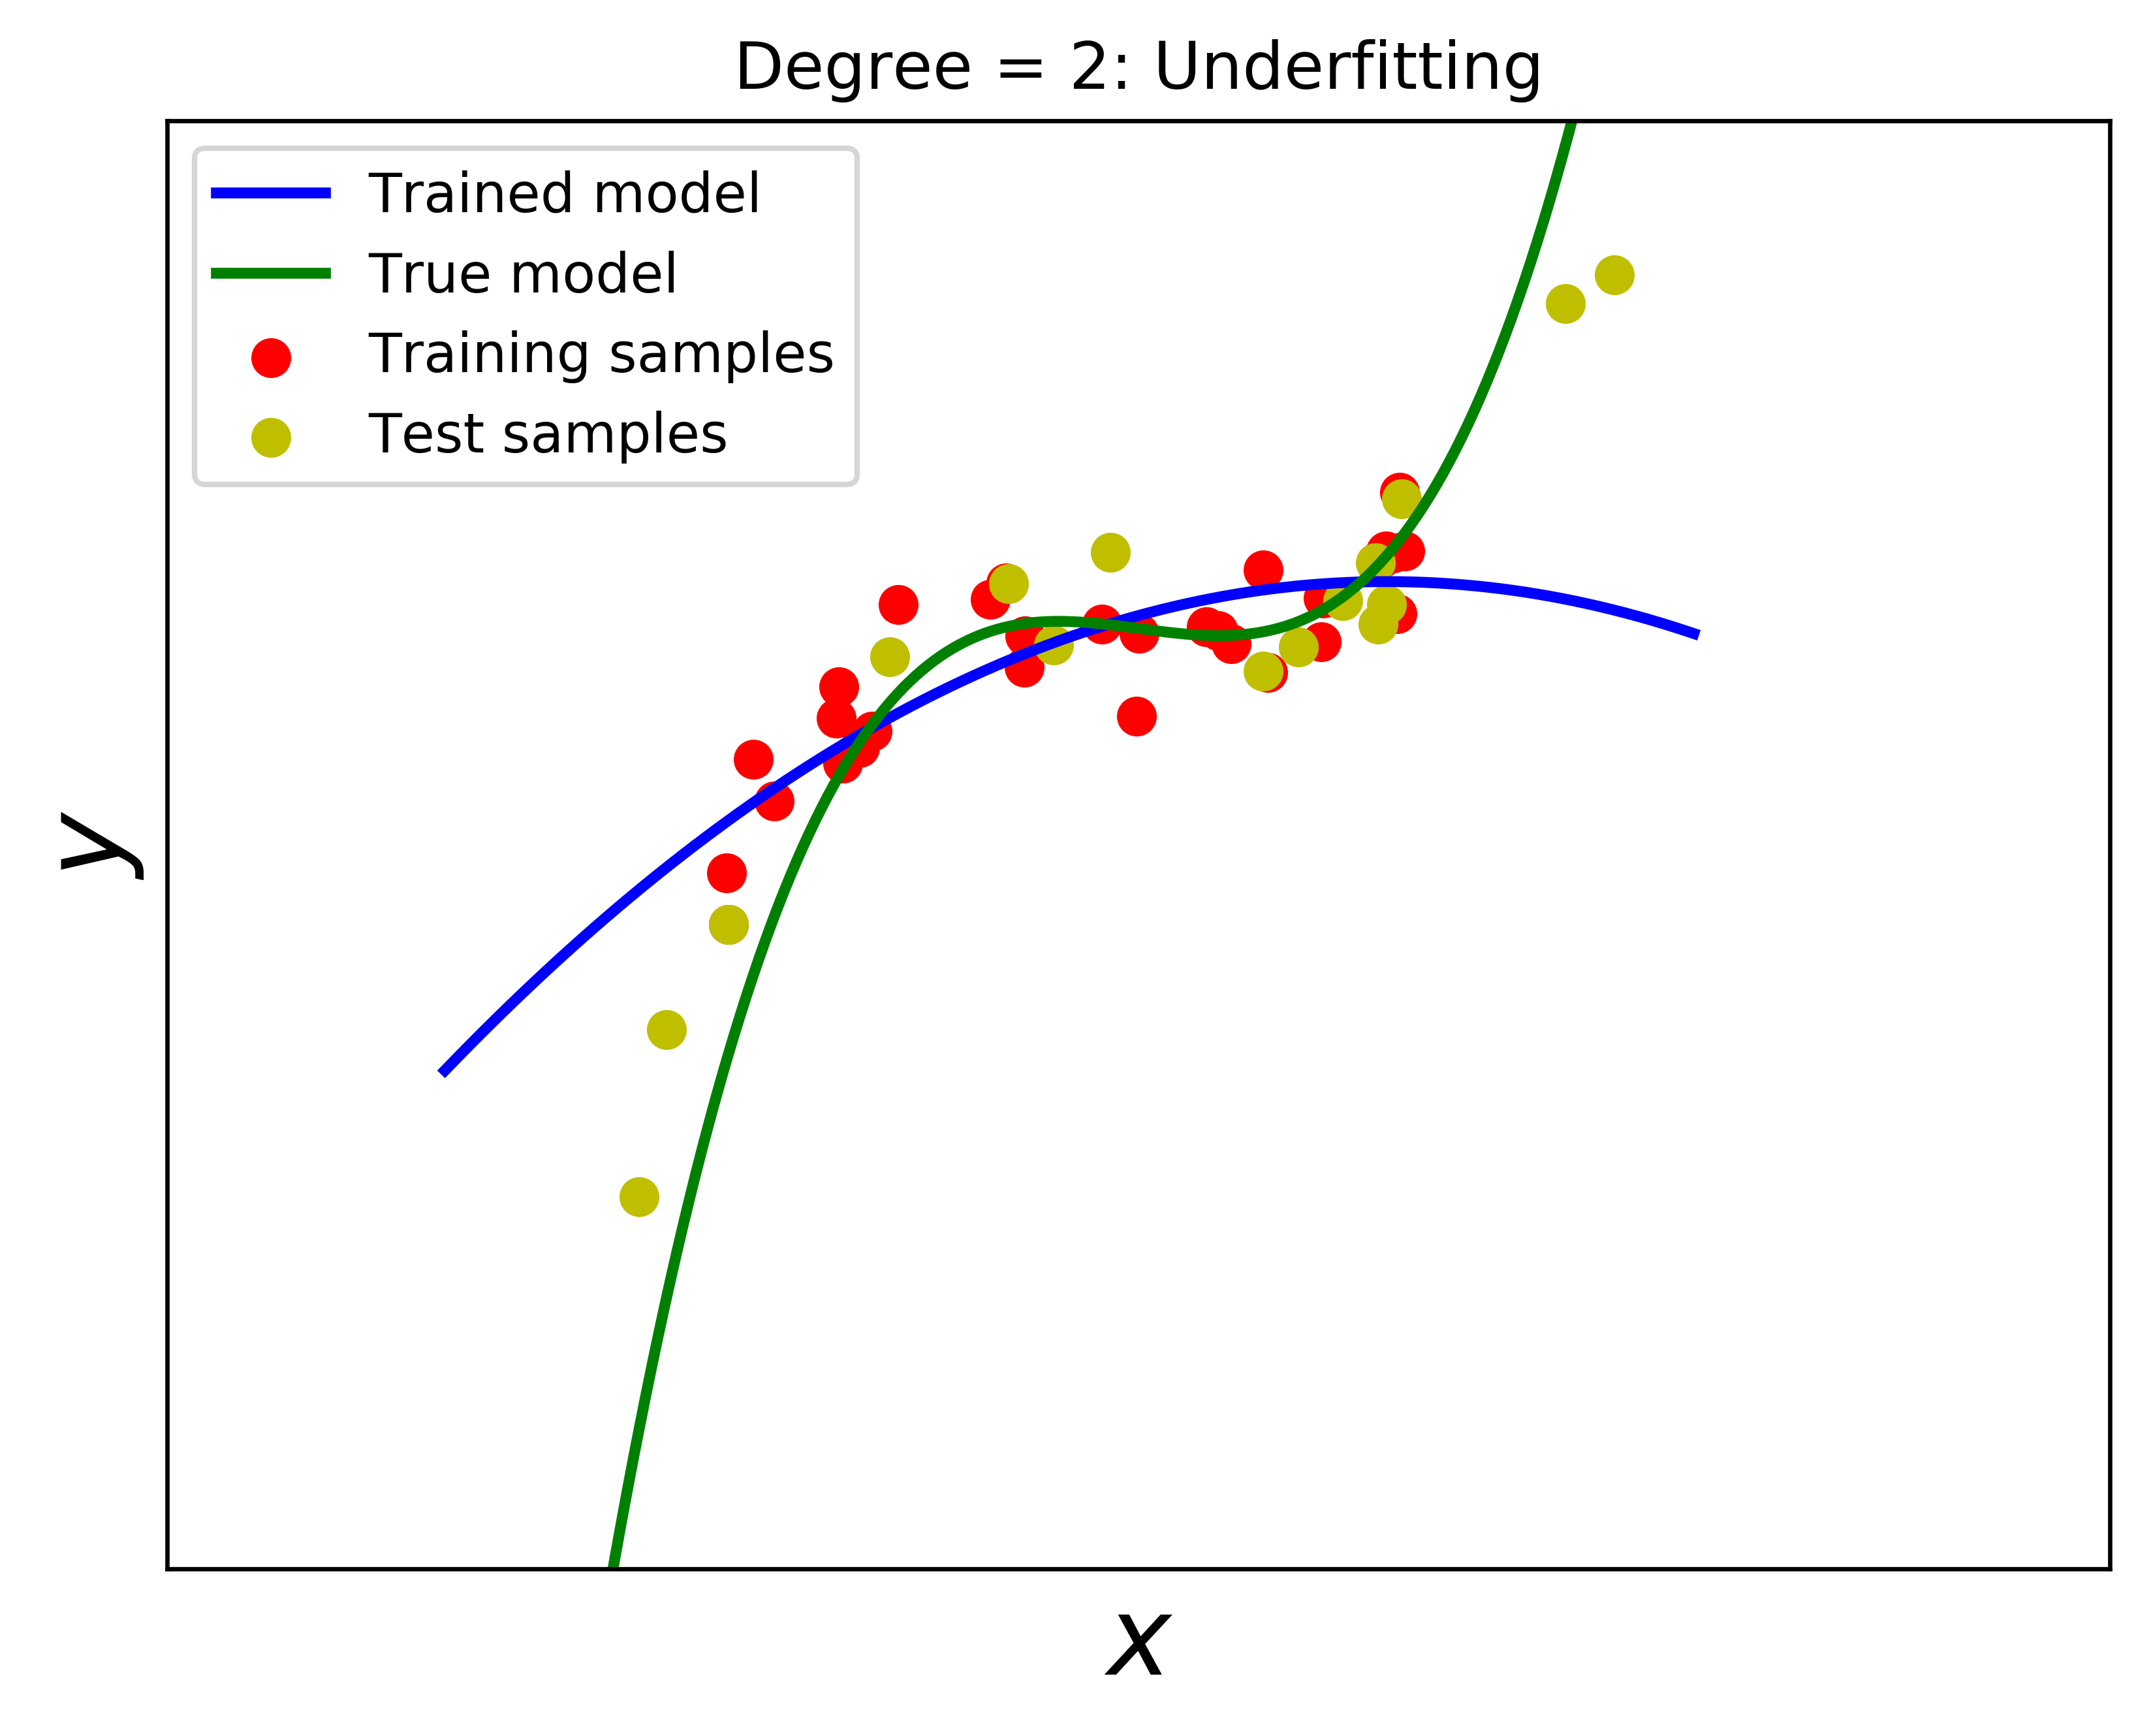 Degree = 2: Underfitting
Trained model
True model
Training samples
Test samples
y
x